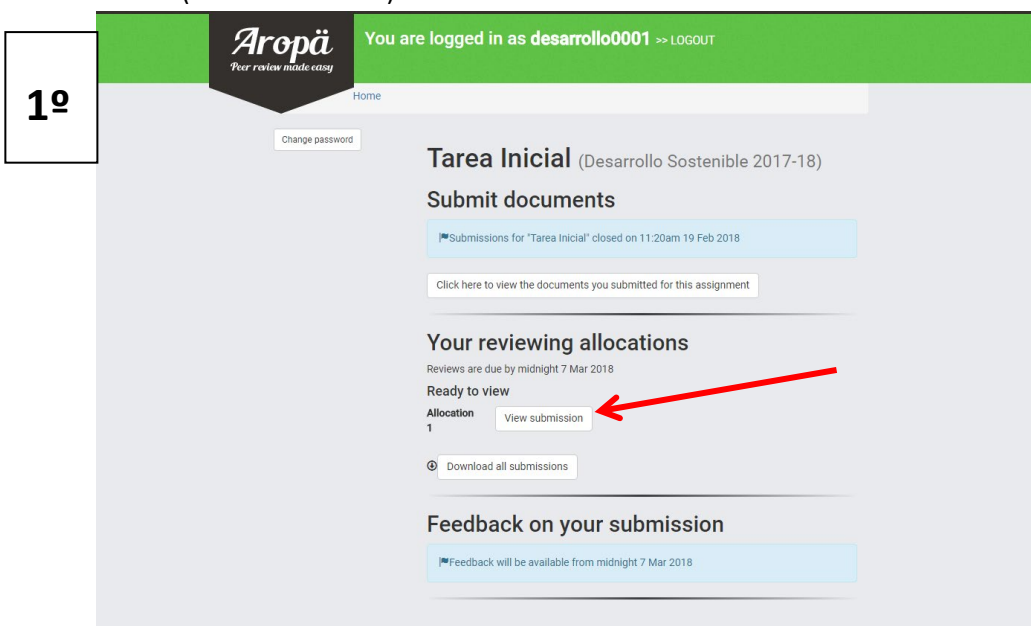 Aropä
Peer review made easy
You are logged in as desarrollo0001 >> LOGOUT
1º
Home
Change password
Tarea Inicial (Desarrollo Sostenible 2017-18)
Submit documents
Submissions for "Tarea Inicial" closed on 11:20am 19 Feb 2018
Click here to view the documents you submitted for this assignment
Your reviewing allocations
Reviews are due by midnight 7 Mar 2018
Ready to view
Allocation
1
View submission
Download all submissions
Feedback on your submission
Feedback will be available from midnight 7 Mar 2018